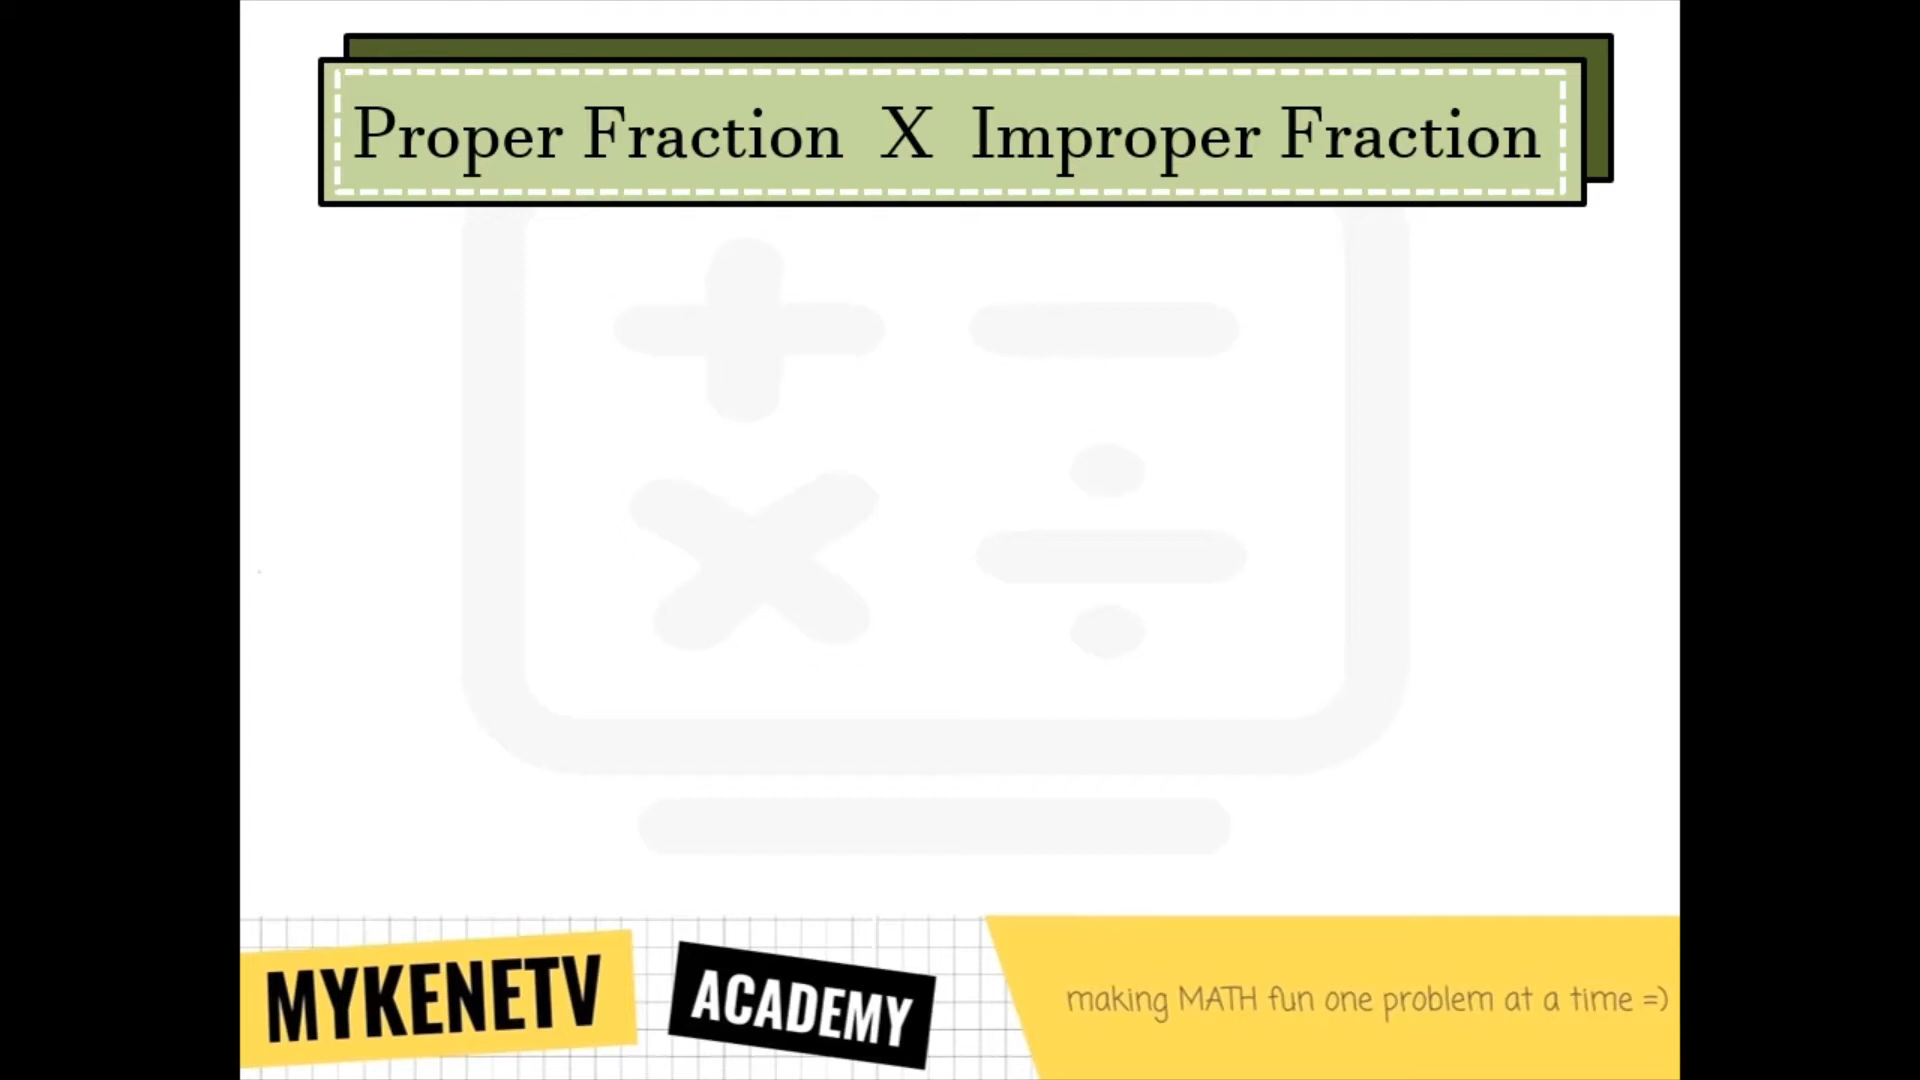 Proper Fraction X Improper Fraction
MYKENETV ACADEMY
making MATH fun one problem at a time =)